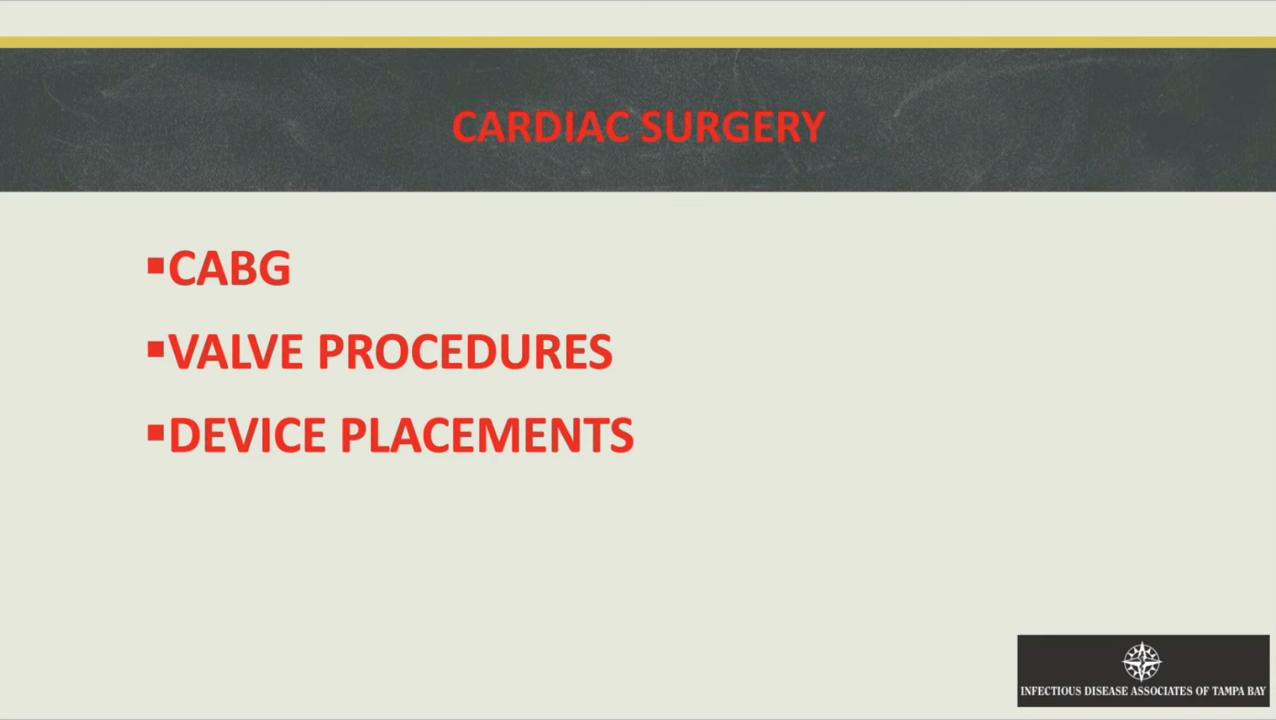 CARDIAC SURGERY
▪CABG
▪VALVE PROCEDURES
▪DEVICE PLACEMENTS
INFECTIOUS DISEASE ASSOCIATES OF TAMPA BAY